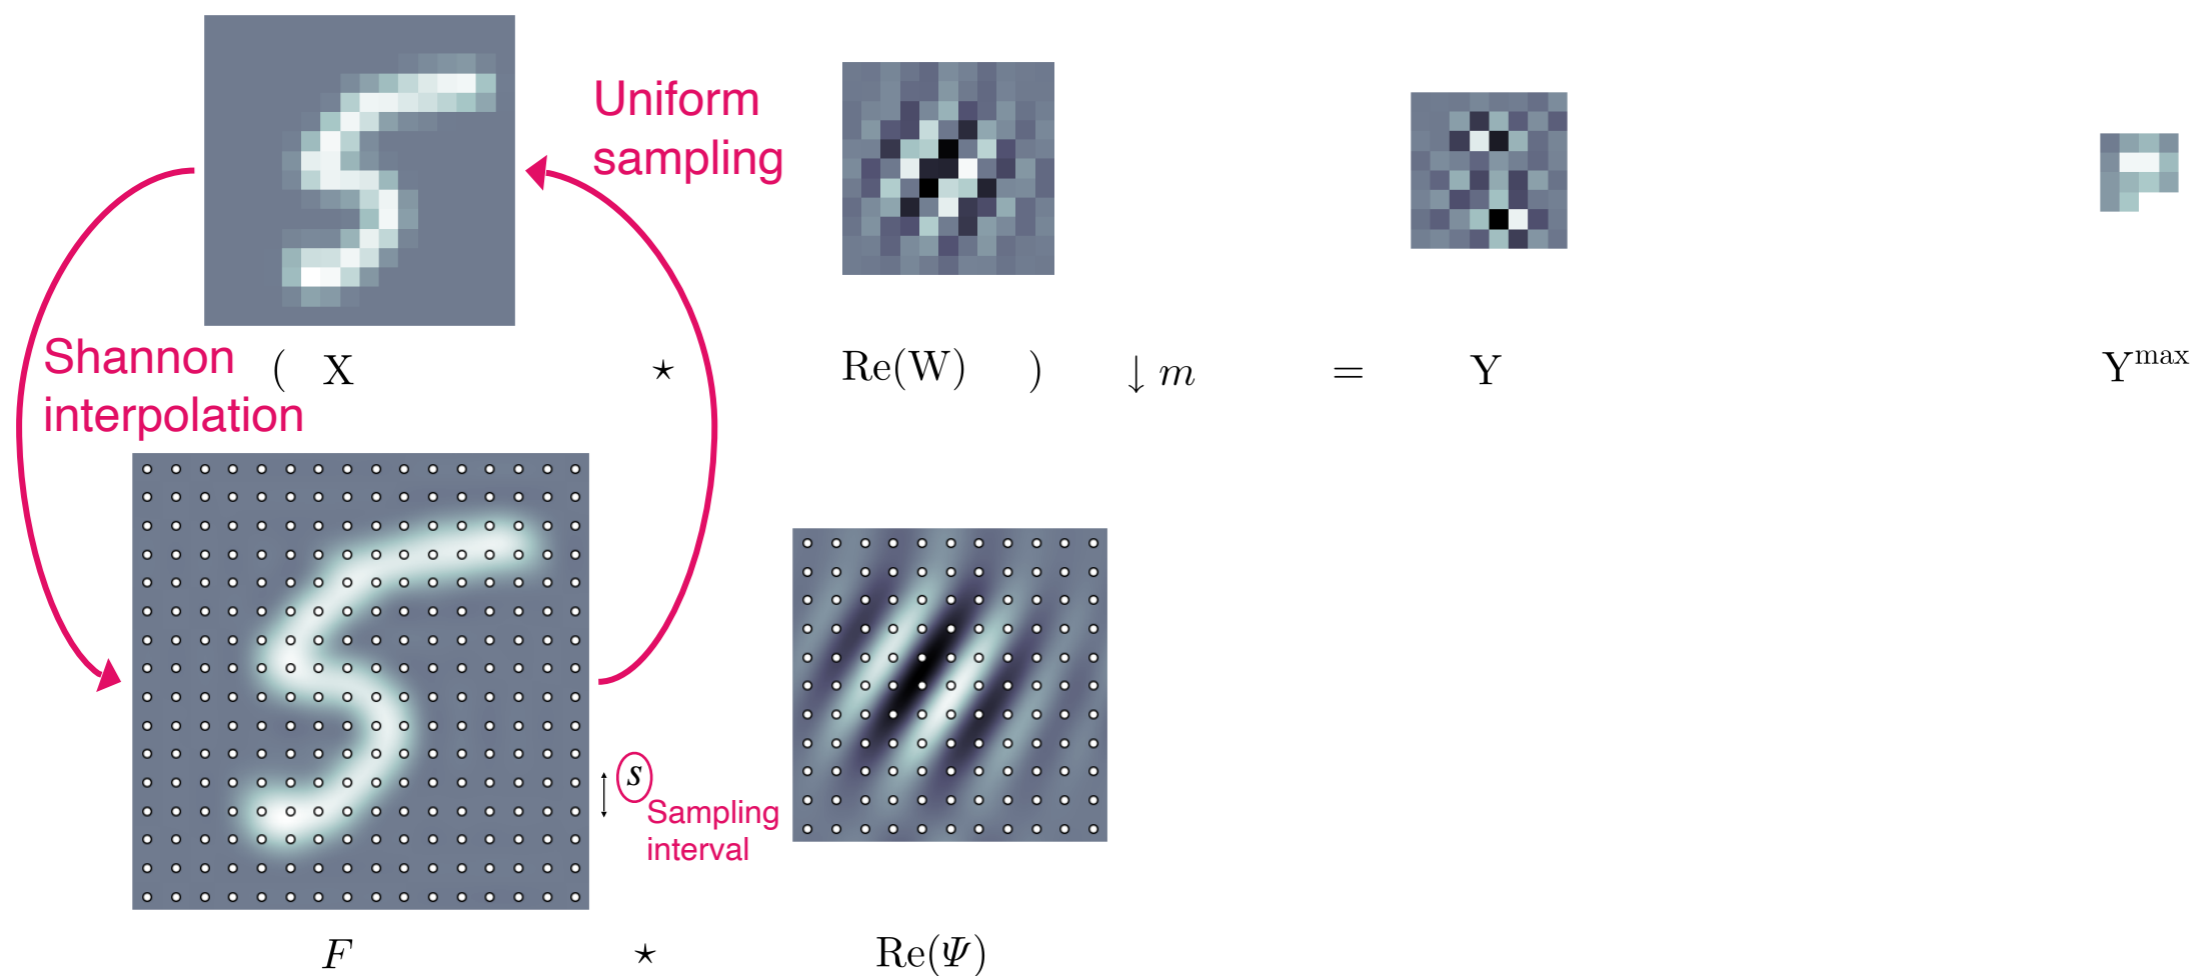 Uniform
sampling
Shannon
interpolation
( X ⋆ Re(W) ) ↓ m = Y Y^max
s
Sampling
interval
F ⋆ Re(Ψ)